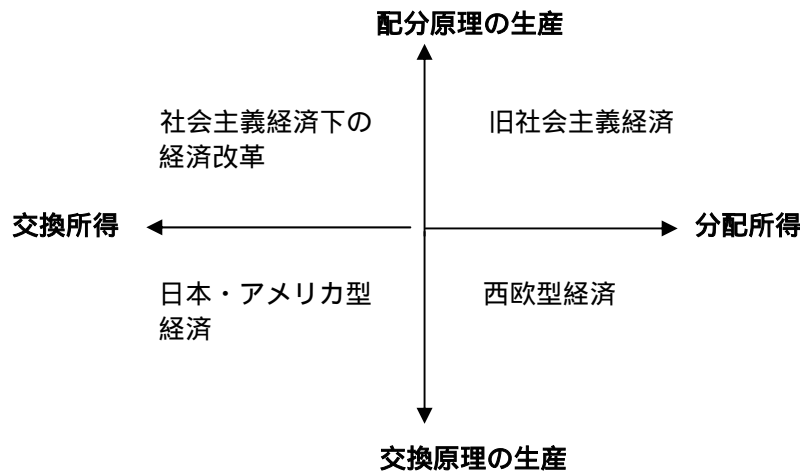 配分原理の生産
社会主義経済下の
経済改革
旧社会主義経済
交換所得
分配所得
日本・アメリカ型
経済
西欧型経済
交換原理の生産